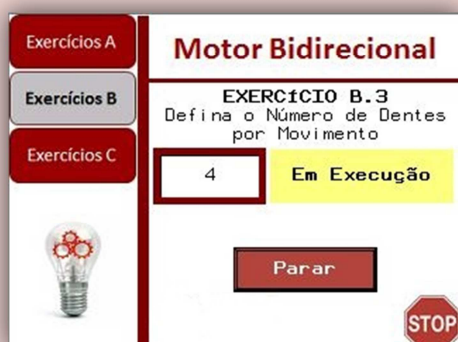 Exercícios A
Exercícios B
Exercícios C
Motor Bidirecional
EXERCíCIO B.3
Defina o Número de Dentes
por Movimento
4
Em Execução
Parar
STOP